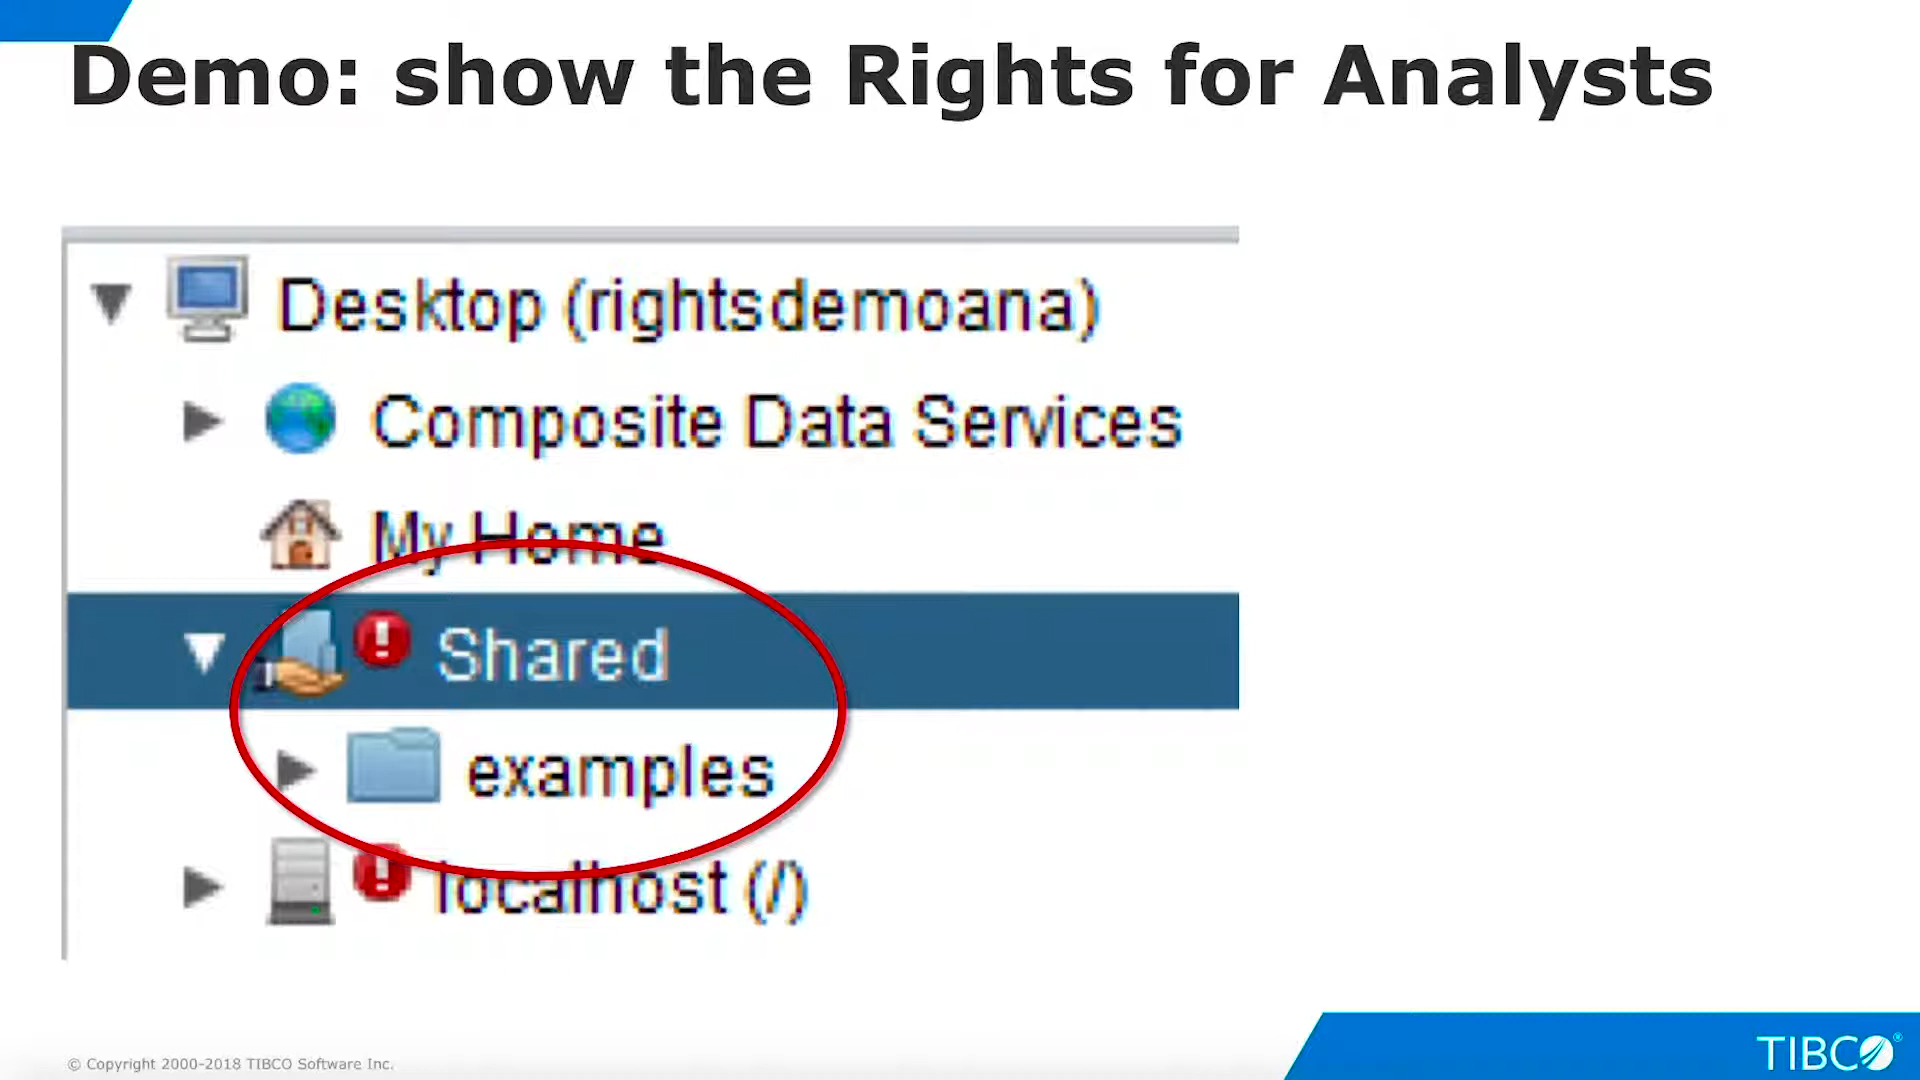 Demo: show the Rights for Analysts
Desktop (rightsdemoana)
Composite Data Services
My Home
Shared
examples
localhost (/)
© Copyright 2000-2018 TIBCO Software Inc.
TIBCO®